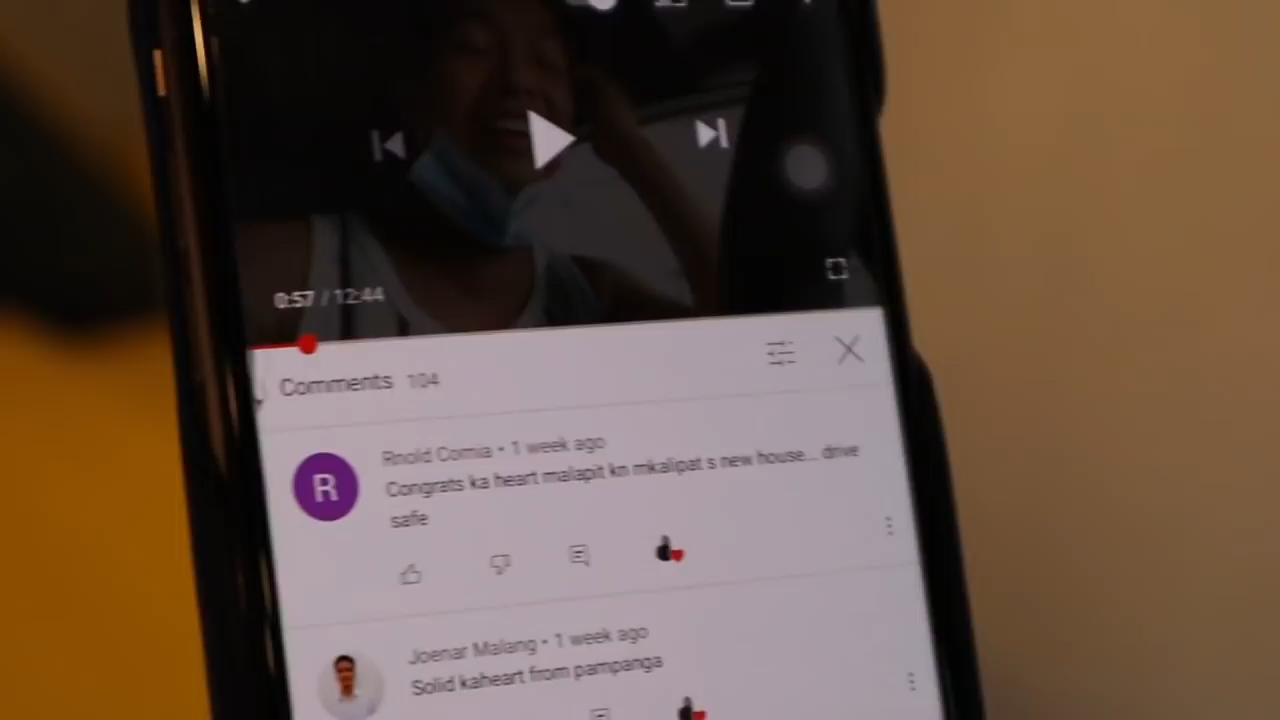 0:57 / 12:44
Comments 104
Rnold Cornia • 1 week ago
R
Congrats ka heart malapit kn mkalipat s new house... drive
safe
Joenar Malang • 1 week ago
Solid kaheart from pampanga